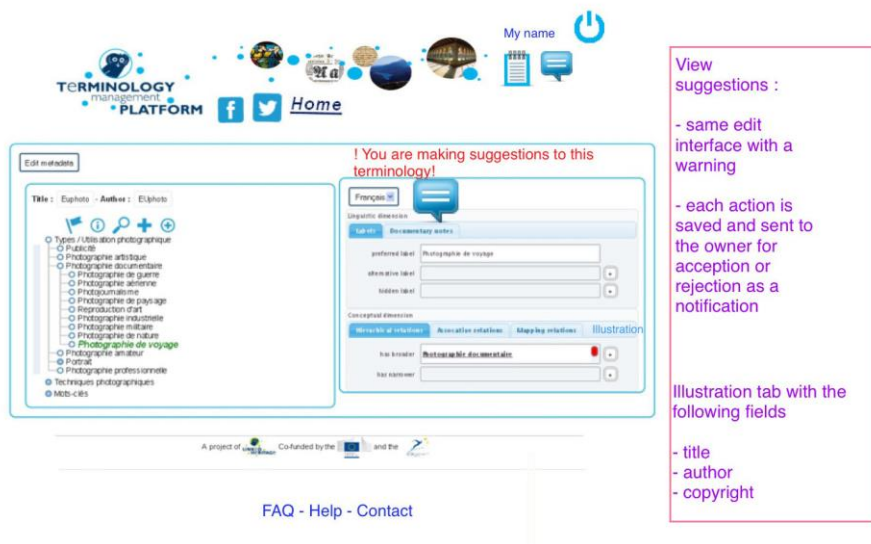 My name
TERMINOLOGY
management
PLATFORM
Home
Edit metadata
! You are making suggestions to this
terminology!
Title : Euphoto - Author : EUphoto
Types / Utilisation photographique
Publicité
Photographie artistique
Photographie documentaire
Photographie de guerre
Photographie aérienne
Photojournalisme
Photographie de paysage
Reproduction d'art
Photographie industrielle
Photographie militaire
Photographie de nature
Photographie de voyage
Photographie amateur
Portrait
Photographie professionnelle
Techniques photographiques
Mots-clés
Français
Linguistic dimension
Labels Documentary notes
preferred label Photographie de voyage
alternative label
hidden label
Conceptual dimension
Hierarchical relations Associative relations Mapping relations Illustration
has broader Photographie documentaire
has narrower
A project of Co-funded by the and the
FAQ - Help - Contact
View
suggestions :
- same edit
interface with a
warning
- each action is
saved and sent to
the owner for
acception or
rejection as a
notification
Illustration tab with the
following fields
- title
- author
- copyright